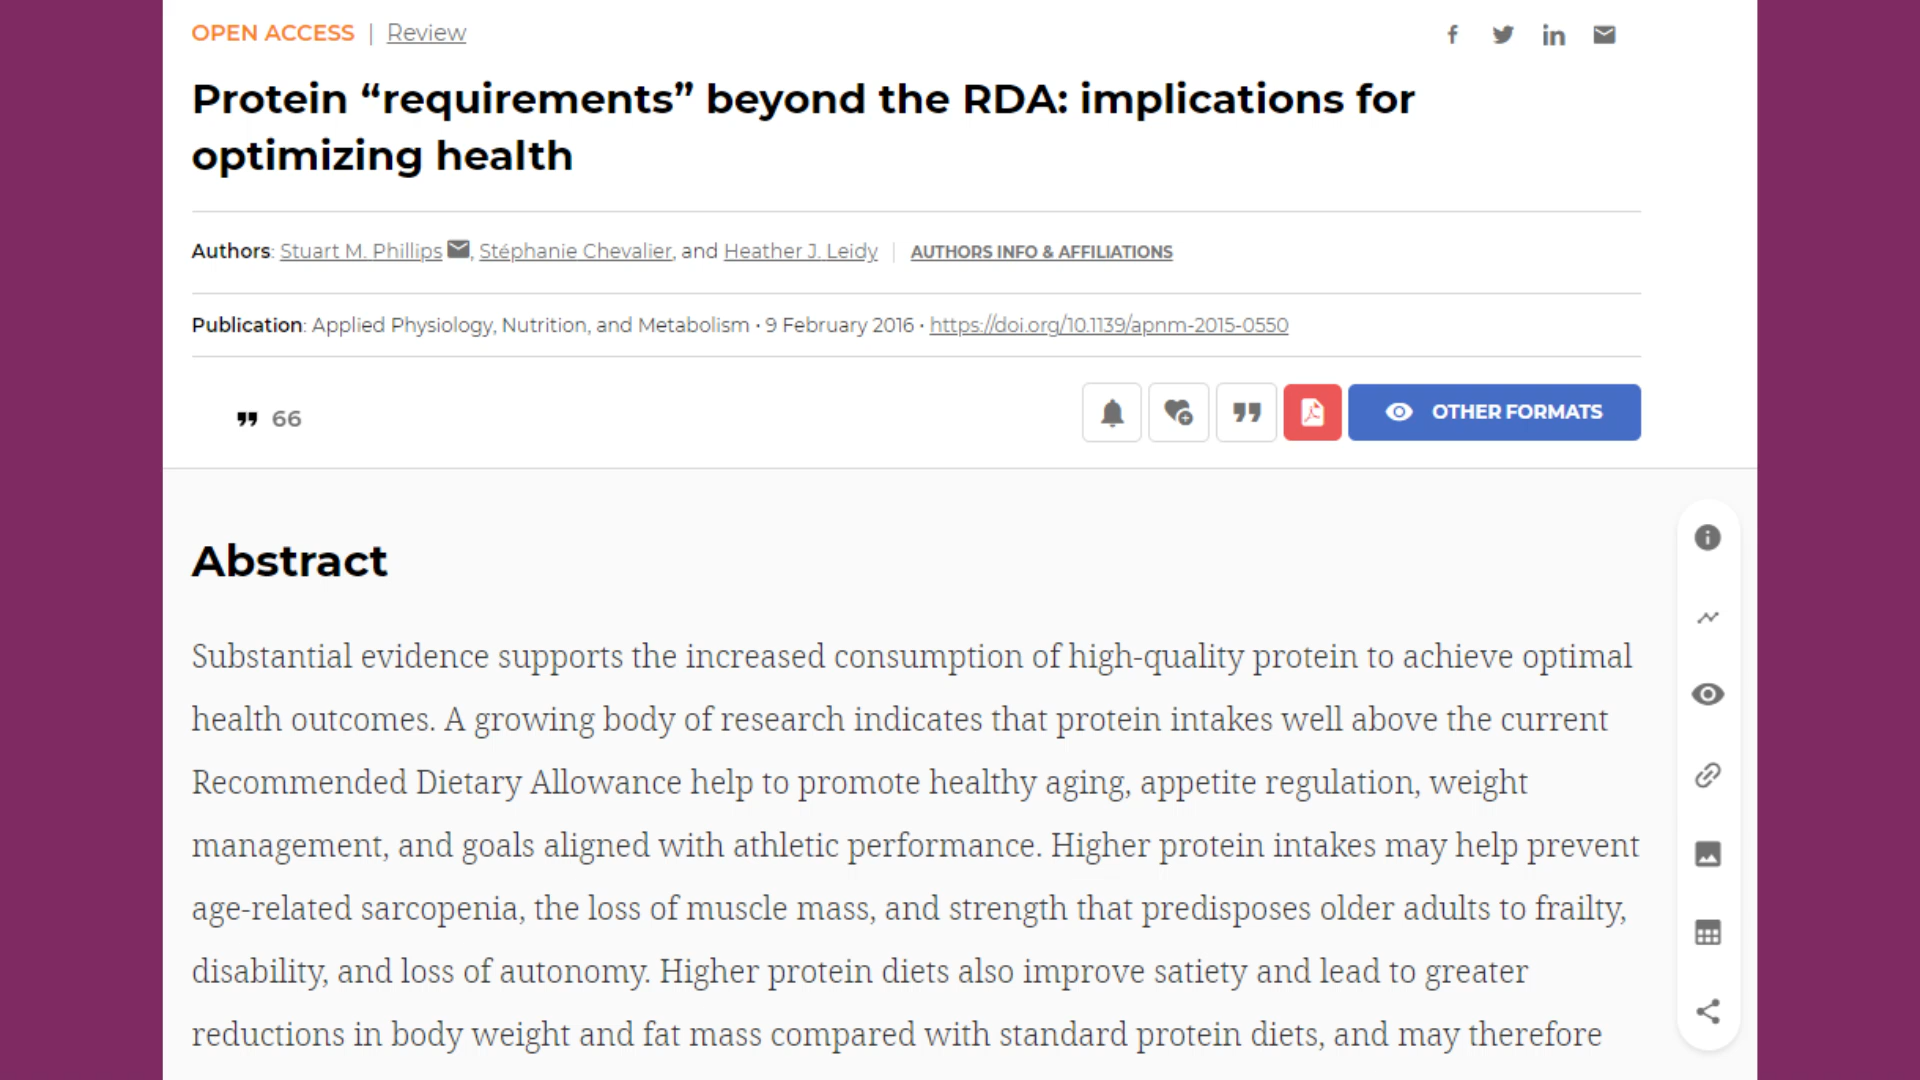 OPEN ACCESS | Review
Protein “requirements” beyond the RDA: implications for
optimizing health
Authors: Stuart M. Phillips, Stéphanie Chevalier, and Heather J. Leidy | AUTHORS INFO & AFFILIATIONS
Publication: Applied Physiology, Nutrition, and Metabolism · 9 February 2016 · https://doi.org/10.1139/apnm-2015-0550
66
OTHER FORMATS
Abstract
Substantial evidence supports the increased consumption of high-quality protein to achieve optimal
health outcomes. A growing body of research indicates that protein intakes well above the current
Recommended Dietary Allowance help to promote healthy aging, appetite regulation, weight
management, and goals aligned with athletic performance. Higher protein intakes may help prevent
age-related sarcopenia, the loss of muscle mass, and strength that predisposes older adults to frailty,
disability, and loss of autonomy. Higher protein diets also improve satiety and lead to greater
reductions in body weight and fat mass compared with standard protein diets, and may therefore